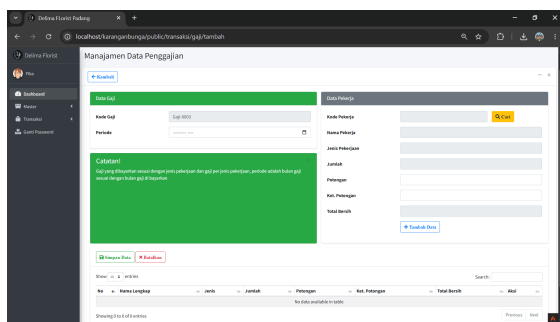 Delima Florist Padang
localhost/karanganbunga/public/transaksi/gaji/tambah
Delima Florist
Fike
Dashboard
Master
Transaksi
Ganti Password
Manajamen Data Penggajian
Kembali
Data Gaji
Kode Gaji
Gaji-0003
Periode
Catatan!
Gaji yang dibayarkan sesuai dengan jenis pekerjaan dan gaji per jenis pekerjaan, periode adalah bulan gaji
sesuai dengan bulan gaji di bayarkan
Data Pekerja
Kode Pekerja
Cari
Nama Pekerja
Jenis Pekerjaan
Jumlah
Potongan
Ket. Potongan
Total Bersih
Tambah Data
Simpan Data
Batalkan
Show 10 entries
Search:
No Nama Lengkap Jenis Jumlah Potongan Ket. Potongan Total Bersih Aksi
No data available in table
Showing 0 to 0 of 0 entries
Previous Next